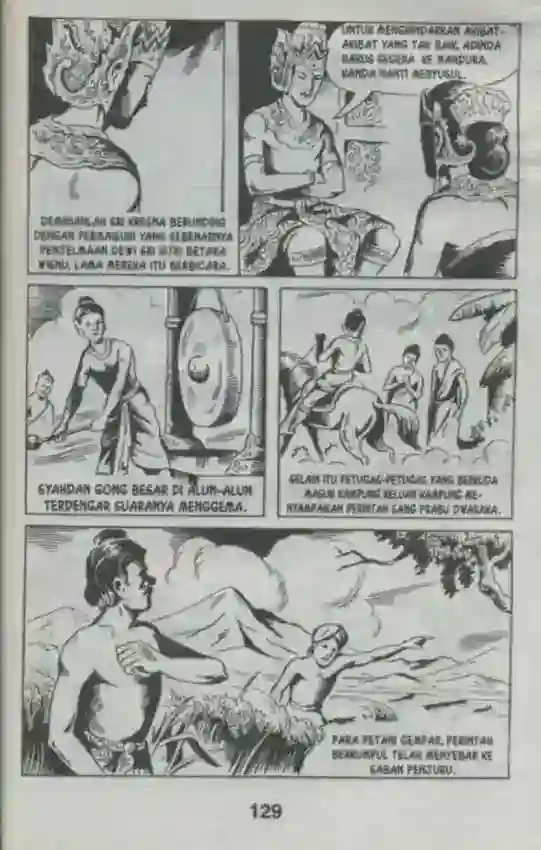 DEMIKIANLAH SRI KRESNA BERUNDING
DENGAN PERMAISURI YANG SEBENARNYA
PENJELMAAN DEWI SRI ISTRI BETARA
WISNU, LAMA MEREKA ITU BERBICARA.
UNTUK MENGHINDARKAN AKIBAT-
AKIBAT YANG TAK BAIK, ADINDA
HARUS SEGERA KE MANDURA.
KANDA NANTI MENYUSUL.
SYAHDAN GONG BESAR DI ALUN-ALUN
TERDENGAR SUARANYA MENGGEMA.
SELAIN ITU PETUGAS-PETUGAS YANG BERKUDA
MASUK KAMPUNG KELUAR KAMPUNG ME-
NYAMPAIKAN PERINTAH SANG PRABU DWARAKA.
PARA PETANI GEMPAR, PERINTAH
BERKUMPUL TELAH MENYEBAR KE
SABAN PENJURU.
129